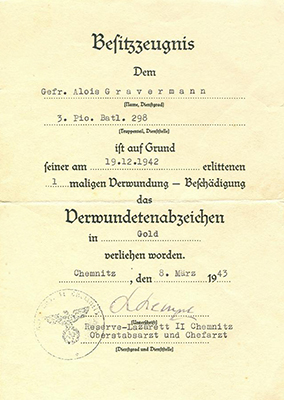 Besitzzeugnis
Dem
Gefr. Alois Gravermann
(Name, Dienstgrad)
3. Pio. Batl. 298
(Truppenteil, Dienststelle)
ist auf Grund
seiner am 19.12.1942 erlittenen
1 maligen Verwundung – Beschädigung
das
Verwundetenabzeichen
in Gold
verliehen worden.
Chemnitz, den 8. März 1943
(Unterschrift)
Reserve-Lazarett II Chemnitz
Oberstabsarzt und Chefarzt
(Dienstgrad und Dienststelle)